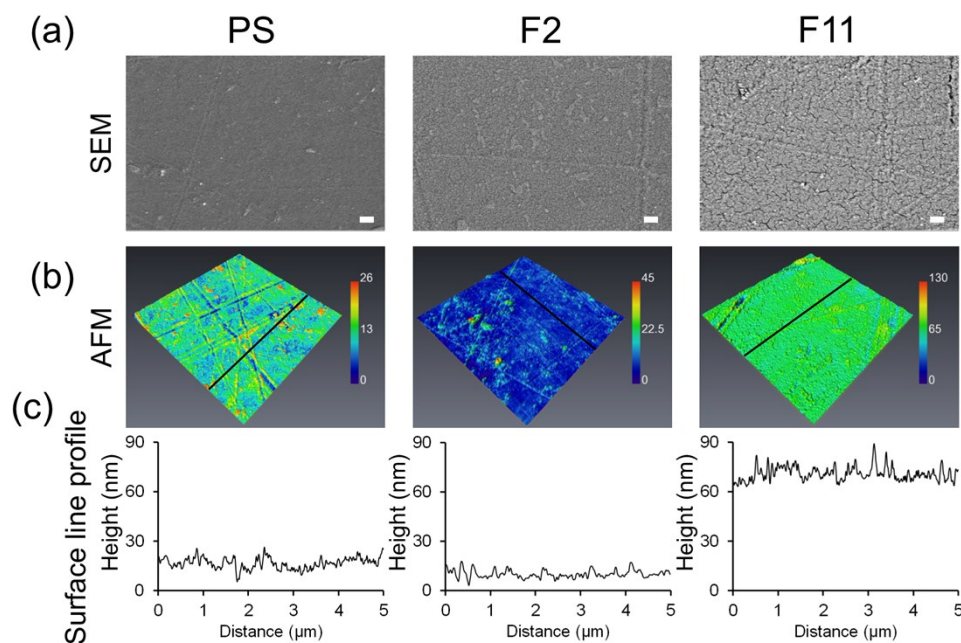 (a) PS F2 F11
SEM
(b)
AFM
26
13
0
45
22.5
0
130
65
0
(c)
Surface line profile
Height (nm)
90
60
30
0
0 1 2 3 4 5
Distance (µm)
Height (nm)
90
60
30
0
0 1 2 3 4 5
Distance (µm)
Height (nm)
90
60
30
0
0 1 2 3 4 5
Distance (µm)